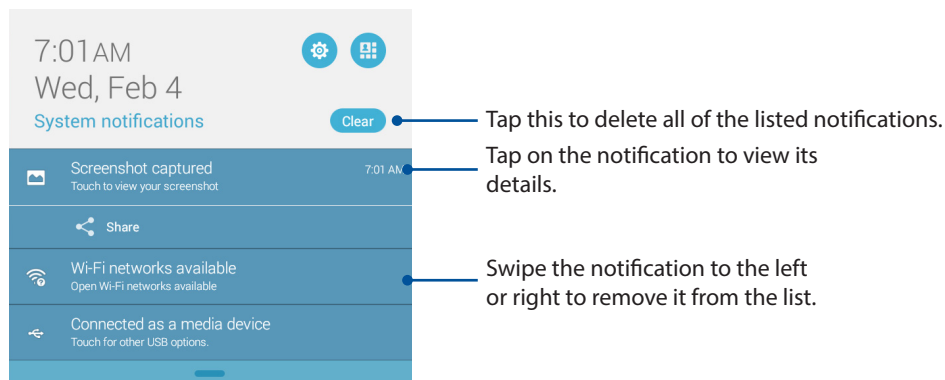 7:01AM
Wed, Feb 4
System notifications
Clear
Tap this to delete all of the listed notifications.
Screenshot captured
7:01 AM
Touch to view your screenshot
Tap on the notification to view its
details.
Share
Wi-Fi networks available
Open Wi-Fi networks available
Swipe the notification to the left
or right to remove it from the list.
Connected as a media device
Touch for other USB options.